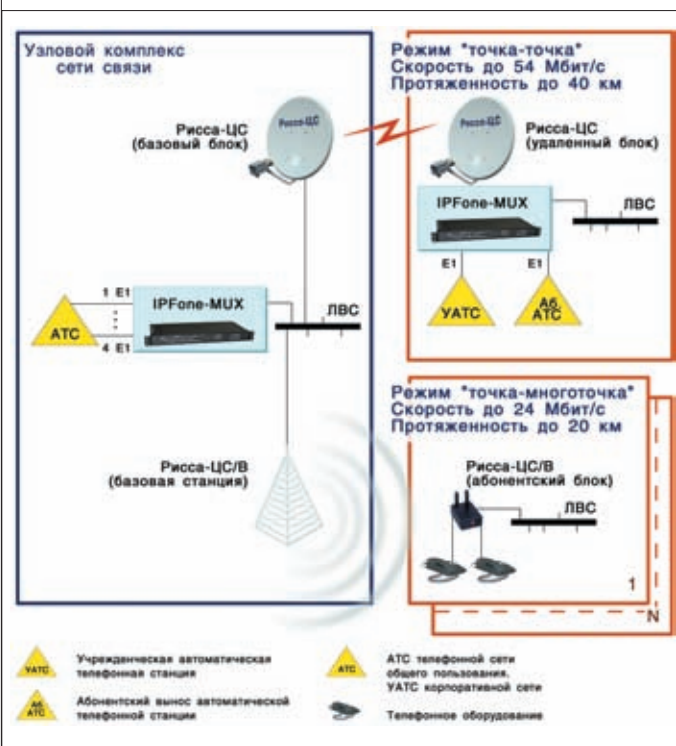 Узловой комплекс
сети связи
Рисса-ЦС
Рисса-ЦС
(базовый блок)
1 E1
4 E1
АТС
IPFone-MUX
ЛВС
Рисса-ЦС/В
(базовая станция)
Режим "точка-точка"
Скорость до 54 Мбит/с
Протяженность до 40 км
Рисса-ЦС
Рисса-ЦС
(удаленный блок)
IPFone-MUX
ЛВС
E1
E1
УАТС
Аб.
АТС
Режим "точка-многоточка"
Скорость до 24 Мбит/с
Протяженность до 20 км
Рисса-ЦС/В
(абонентский блок)
ЛВС
1
N
УАТС
Учрежденческая автоматическая
телефонная станция
Аб.
АТС
Абонентский вынос автоматической
телефонной станции
АТС
АТС телефонной сети
общего пользования,
УАТС корпоративной сети
Телефонное оборудование